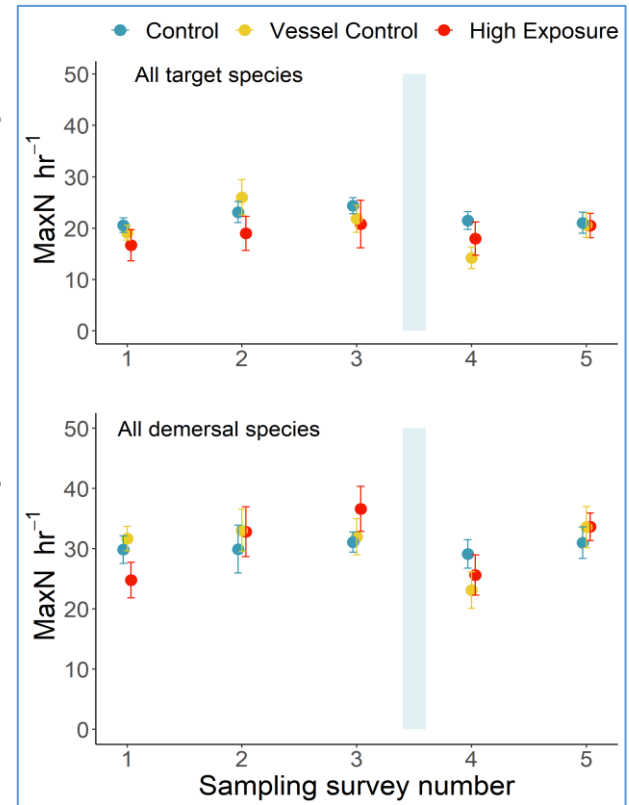 Control Vessel Control High Exposure
All target species
MaxN hr⁻¹
50
40
30
20
10
0
1 2 3 4 5
All demersal species
MaxN hr⁻¹
50
40
30
20
10
0
1 2 3 4 5
Sampling survey number